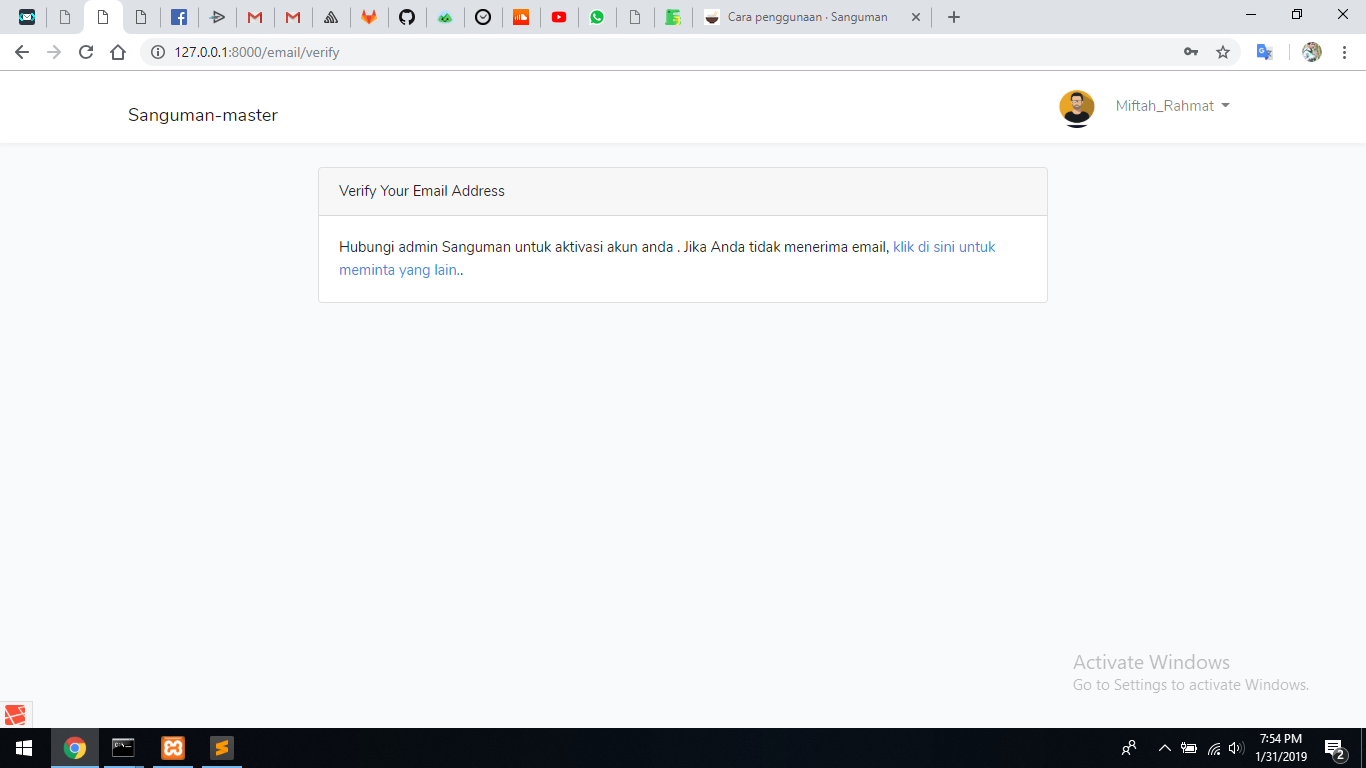 Cara penggunaan · Sanguman
127.0.0.1:8000/email/verify
Sanguman-master
Miftah_Rahmat
Verify Your Email Address
Hubungi admin Sanguman untuk aktivasi akun anda . Jika Anda tidak menerima email, klik di sini untuk
meminta yang lain..
Activate Windows
Go to Settings to activate Windows.
7:54 PM
1/31/2019
2